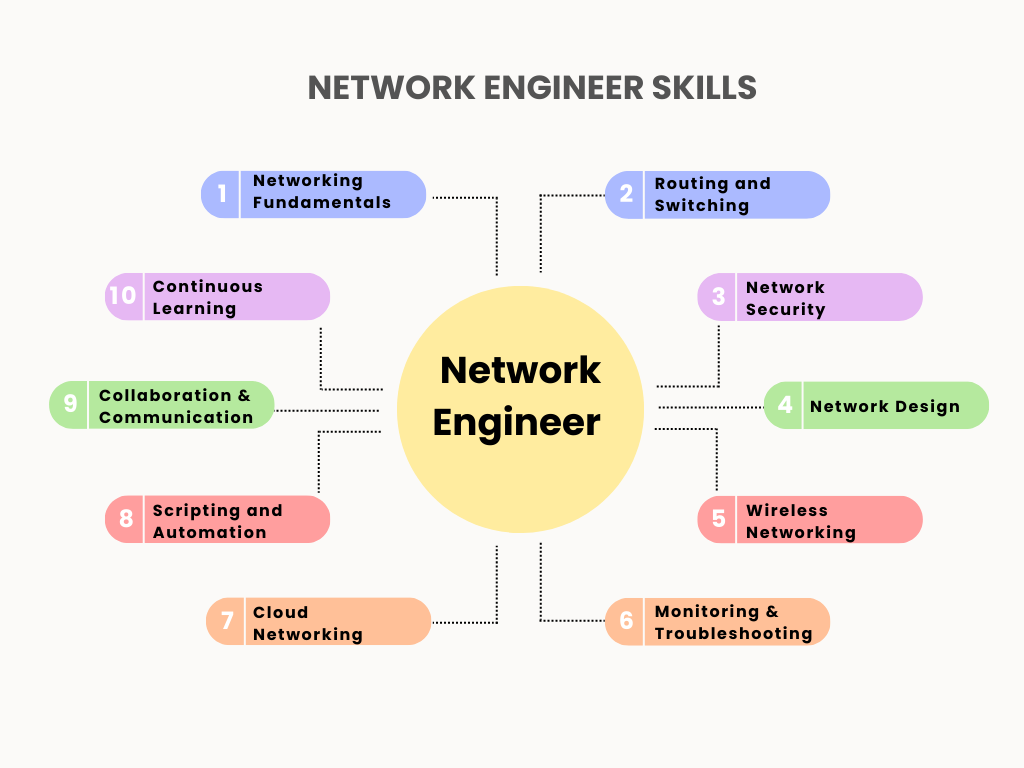 NETWORK ENGINEER SKILLS
1
Networking
Fundamentals
2
Routing and
Switching
3
Network
Security
4
Network Design
5
Wireless
Networking
6
Monitoring &
Troubleshooting
7
Cloud
Networking
8
Scripting and
Automation
9
Collaboration &
Communication
10
Continuous
Learning
Network
Engineer